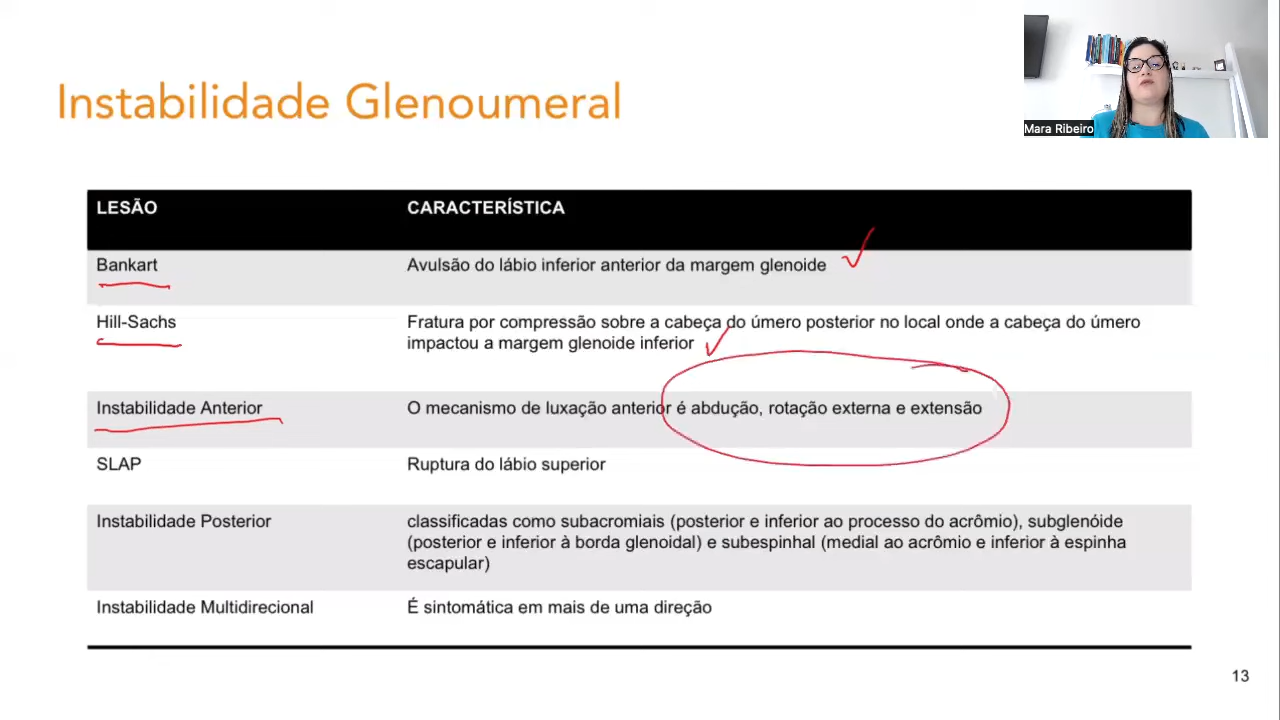 Instabilidade Glenoumeral
Mara Ribeiro
LESÃO CARACTERÍSTICA
Bankart Avulsão do lábio inferior anterior da margem glenoide
Hill-Sachs Fratura por compressão sobre a cabeça do úmero posterior no local onde a cabeça do úmero
impactou a margem glenoide inferior
Instabilidade Anterior O mecanismo de luxação anterior é abdução, rotação externa e extensão
SLAP Ruptura do lábio superior
Instabilidade Posterior classificadas como subacromiais (posterior e inferior ao processo do acrômio), subglenóide
(posterior e inferior à borda glenoidal) e subespinhal (medial ao acrômio e inferior à espinha
escapular)
Instabilidade Multidirecional É sintomática em mais de uma direção
13